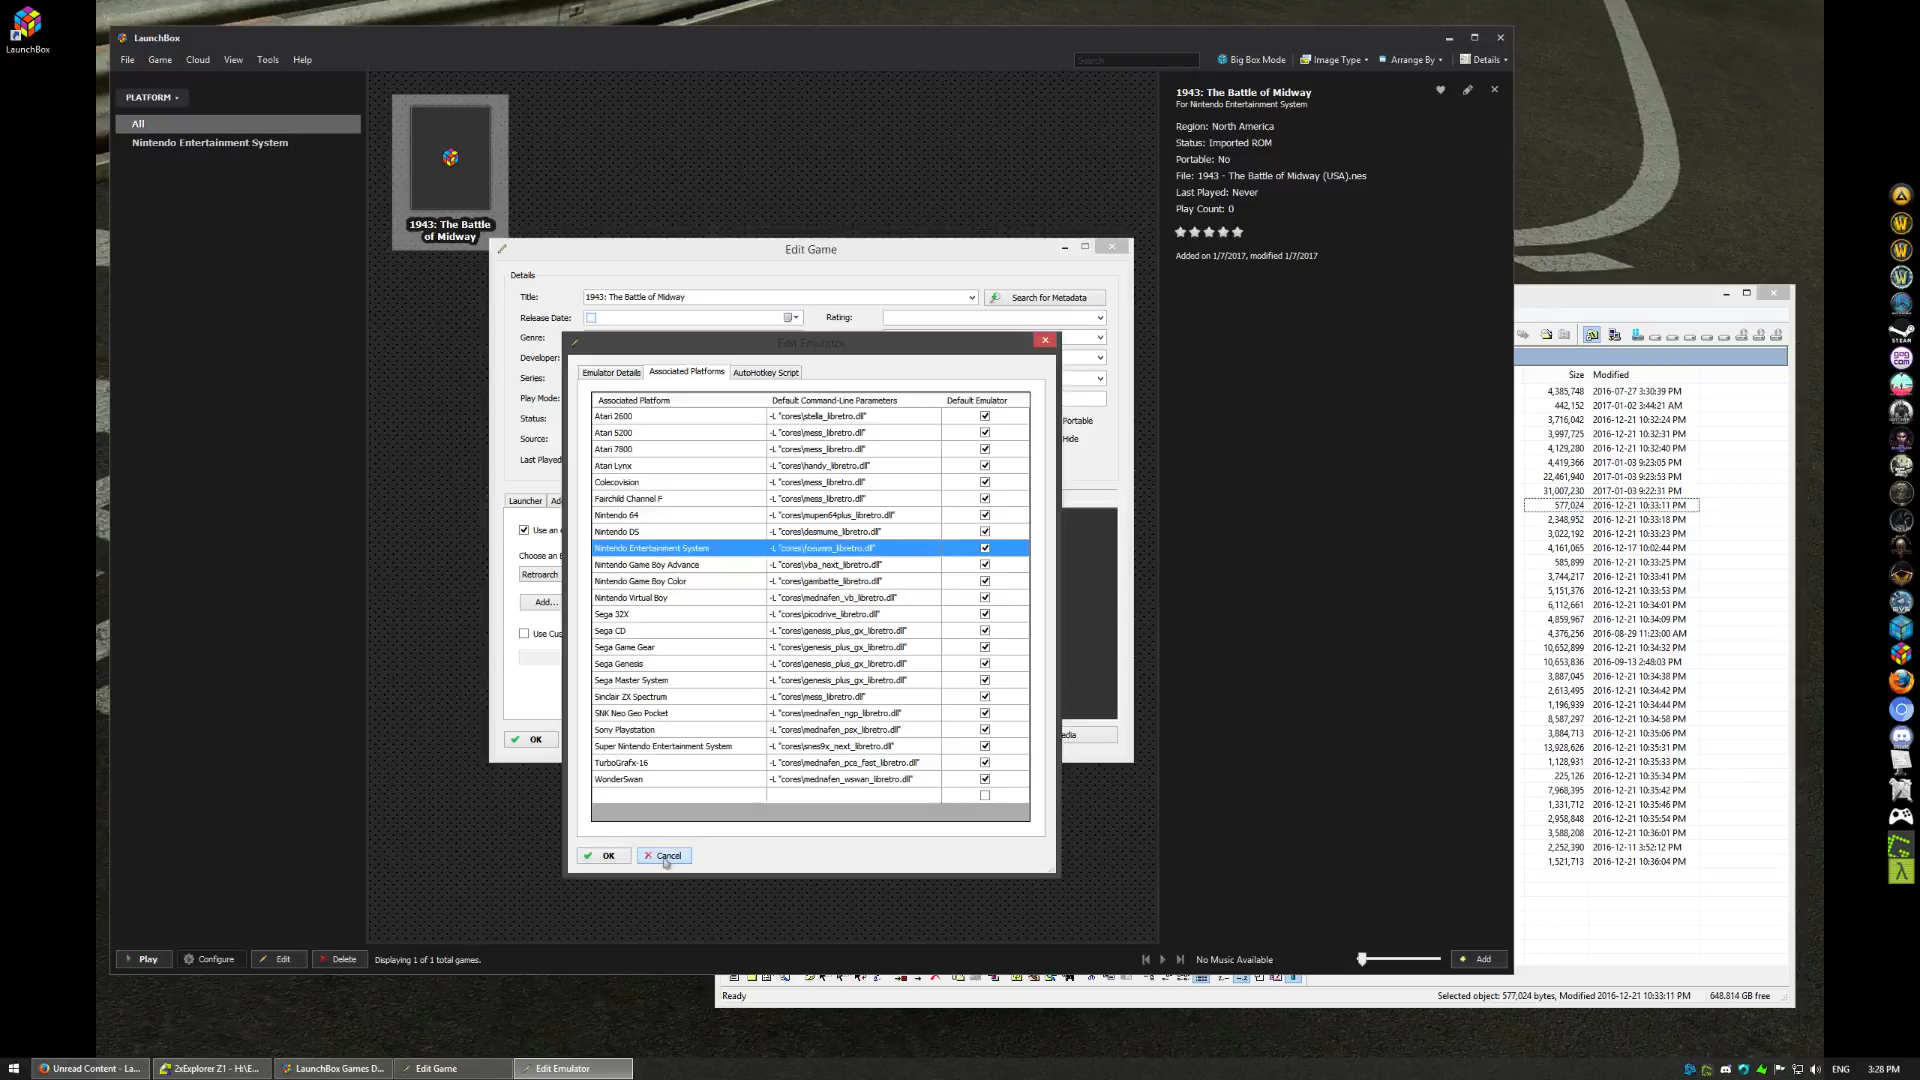 LaunchBox
LaunchBox
File Game Cloud View Tools Help
Search
Big Box Mode Image Type Arrange By Details
PLATFORM
All
Nintendo Entertainment System
1943: The Battle
of Midway
1943: The Battle of Midway
For Nintendo Entertainment System
Region: North America
Status: Imported ROM
Portable: No
File: 1943 - The Battle of Midway (USA).nes
Last Played: Never
Play Count: 0
Added on 1/7/2017, modified 1/7/2017
Edit Game
Details
Title: 1943: The Battle of Midway Search for Metadata
Release Date: Rating:
Genre:
Developer:
Series:
Play Mode:
Status: Portable
Source: Hide
Last Played
Launcher
Use an e
Choose an E
Retroarch
Add...
Use Cus
OK
edia
Edit Emulator
Emulator Details Associated Platforms AutoHotkey Script
Associated Platform Default Command-Line Parameters Default Emulator
Atari 2600 -L "cores\stella_libretro.dll"
Atari 5200 -L "cores\mess_libretro.dll"
Atari 7800 -L "cores\mess_libretro.dll"
Atari Lynx -L "cores\handy_libretro.dll"
Colecovision -L "cores\mess_libretro.dll"
Fairchild Channel F -L "cores\mess_libretro.dll"
Nintendo 64 -L "cores\mupen64plus_libretro.dll"
Nintendo DS -L "cores\desmume_libretro.dll"
Nintendo Entertainment System -L "cores\fceumm_libretro.dll"
Nintendo Game Boy Advance -L "cores\vba_next_libretro.dll"
Nintendo Game Boy Color -L "cores\gambatte_libretro.dll"
Nintendo Virtual Boy -L "cores\mednafen_vb_libretro.dll"
Sega 32X -L "cores\picodrive_libretro.dll"
Sega CD -L "cores\genesis_plus_gx_libretro.dll"
Sega Game Gear -L "cores\genesis_plus_gx_libretro.dll"
Sega Genesis -L "cores\genesis_plus_gx_libretro.dll"
Sega Master System -L "cores\genesis_plus_gx_libretro.dll"
Sinclair ZX Spectrum -L "cores\mess_libretro.dll"
SNK Neo Geo Pocket -L "cores\mednafen_ngp_libretro.dll"
Sony Playstation -L "cores\mednafen_psx_libretro.dll"
Super Nintendo Entertainment System -L "cores\snes9x_next_libretro.dll"
TurboGrafx-16 -L "cores\mednafen_pce_fast_libretro.dll"
WonderSwan -L "cores\mednafen_wswan_libretro.dll"
OK Cancel
Size Modified
4,385,748 2016-07-27 3:30:39 PM
442,152 2017-01-02 3:44:21 AM
3,716,042 2016-12-21 10:32:24 PM
3,997,725 2016-12-21 10:32:31 PM
4,129,280 2016-12-21 10:32:40 PM
4,419,366 2017-01-03 9:23:05 PM
22,461,940 2017-01-03 9:23:53 PM
31,007,230 2017-01-03 9:22:31 PM
577,024 2016-12-21 10:33:11 PM
2,348,952 2016-12-21 10:33:18 PM
3,022,192 2016-12-21 10:33:23 PM
4,161,065 2016-12-17 10:02:44 PM
585,899 2016-12-21 10:33:25 PM
3,744,217 2016-12-21 10:33:41 PM
5,151,376 2016-12-21 10:33:53 PM
6,112,661 2016-12-21 10:34:01 PM
4,859,967 2016-12-21 10:34:09 PM
4,376,256 2016-08-29 11:23:00 AM
10,652,899 2016-12-21 10:34:32 PM
10,653,836 2016-09-13 2:48:03 PM
3,887,045 2016-12-21 10:34:38 PM
2,613,495 2016-12-21 10:34:42 PM
1,196,939 2016-12-21 10:34:44 PM
8,587,297 2016-12-21 10:34:58 PM
3,884,713 2016-12-21 10:35:06 PM
13,928,626 2016-12-21 10:35:31 PM
1,128,931 2016-12-21 10:35:33 PM
225,126 2016-12-21 10:35:34 PM
7,968,395 2016-12-21 10:35:42 PM
1,331,712 2016-12-21 10:35:46 PM
2,958,848 2016-12-21 10:35:54 PM
3,588,208 2016-12-21 10:36:01 PM
2,252,390 2016-12-11 3:52:12 PM
1,521,713 2016-12-21 10:36:04 PM
STEAM
gog
com
Play Configure Edit Delete Displaying 1 of 1 total games. No Music Available Add
Ready Selected object: 577,024 bytes, Modified 2016-12-21 10:33:11 PM 648.814 GB free
Unread Content - La... 2xExplorer Z1 - H:\E... LaunchBox Games D... Edit Game Edit Emulator ENG 3:28 PM